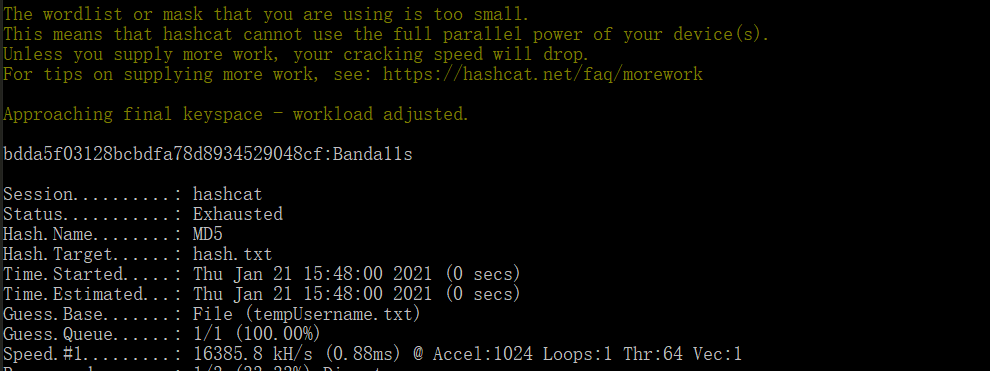 The wordlist or mask that you are using is too small.
This means that hashcat cannot use the full parallel power of your device(s).
Unless you supply more work, your cracking speed will drop.
For tips on supplying more work, see: https://hashcat.net/faq/morework
Approaching final keyspace - workload adjusted.
bdda5f03128bcbdfa78d8934529048cf:Banda11s
Session..........: hashcat
Status...........: Exhausted
Hash.Name........: MD5
Hash.Target......: hash.txt
Time.Started.....: Thu Jan 21 15:48:00 2021 (0 secs)
Time.Estimated...: Thu Jan 21 15:48:00 2021 (0 secs)
Guess.Base.......: File (tempUsername.txt)
Guess.Queue......: 1/1 (100.00%)
Speed.#1.........: 16385.8 kH/s (0.88ms) @ Accel:1024 Loops:1 Thr:64 Vec:1